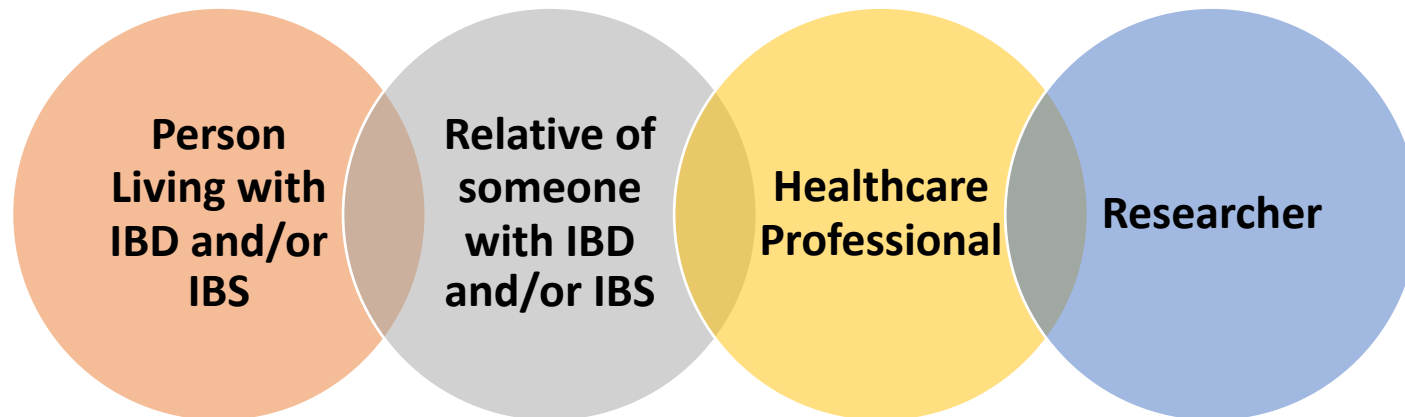 Person
Living with
IBD and/or
IBS
Relative of
someone
with IBD
and/or IBS
Healthcare
Professional
Researcher